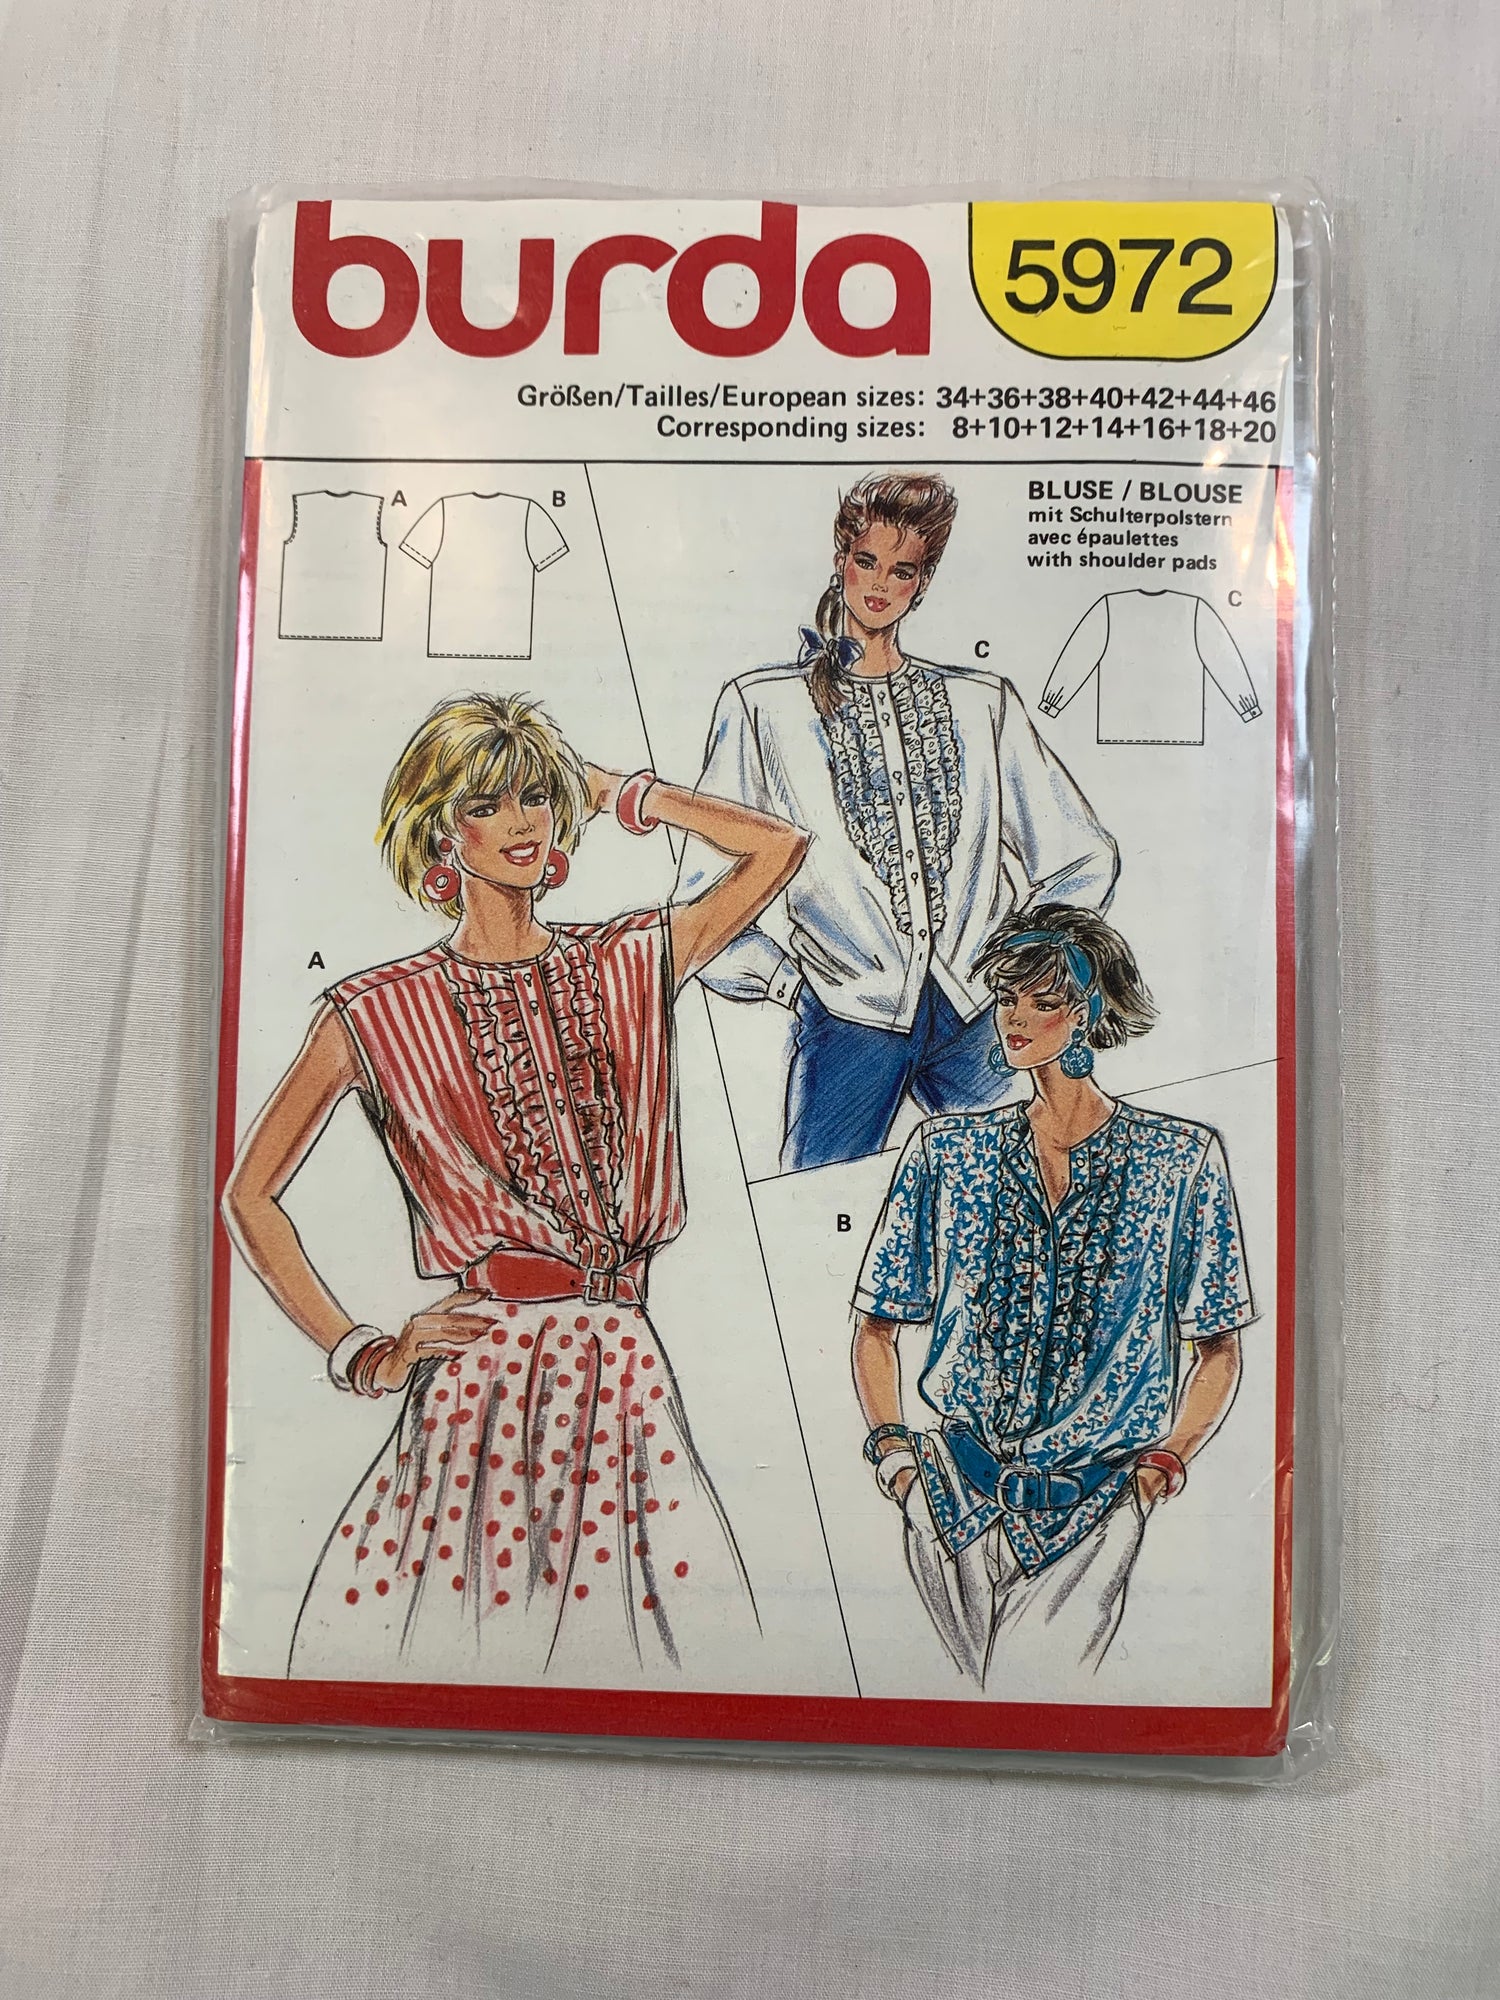 burda
5972
Größen/Tailles/European sizes: 34+36+38+40+42+44+46
Corresponding sizes: 8+10+12+14+16+18+20
A
B
BLUSE / BLOUSE
mit Schulterpolstern
avec épaulettes
with shoulder pads
C
C
A
B